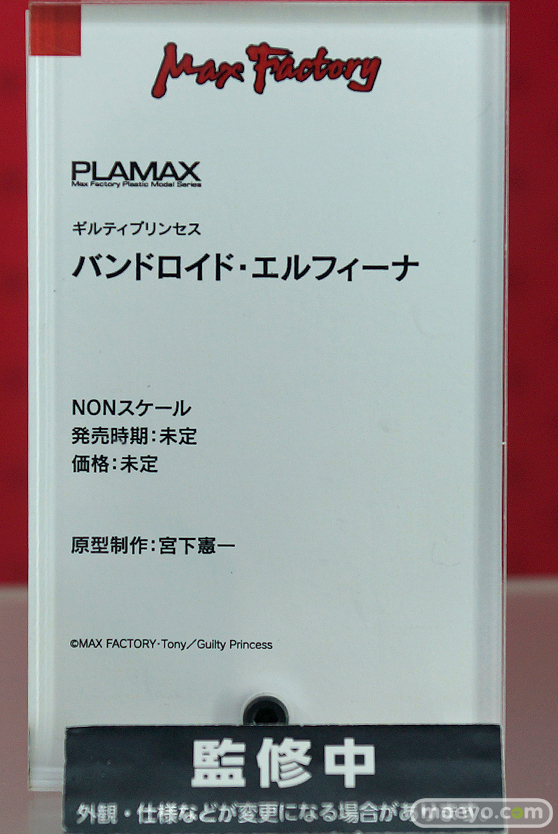 Max Factory
PLAMAX
Max Factory Plastic Model Series
ギルティプリンセス
バンドロイド・エルフィーナ
NONスケール
発売時期：未定
価格：未定
原型制作：宮下憲一
©MAX FACTORY・Tony／Guilty Princess
監修中
外観・仕様などが変更になる場合があ
moeyo.com